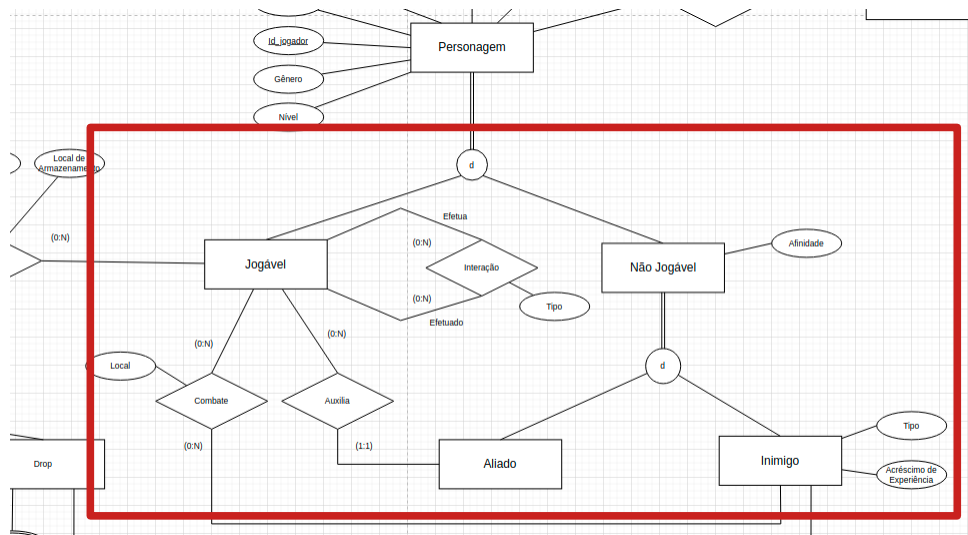 Id_jogador
Personagem
Gênero
Nível
Local de
Armazenamento
d
Efetua
(0:N)
(0:N)
Jogável
Interação
Não Jogável
Afinidade
(0:N)
Tipo
Efetuado
(0:N)
(0:N)
Local
d
Combate
Auxilia
(0:N)
(1:1)
Tipo
Drop
Aliado
Inimigo
Acréscimo de
Experiência